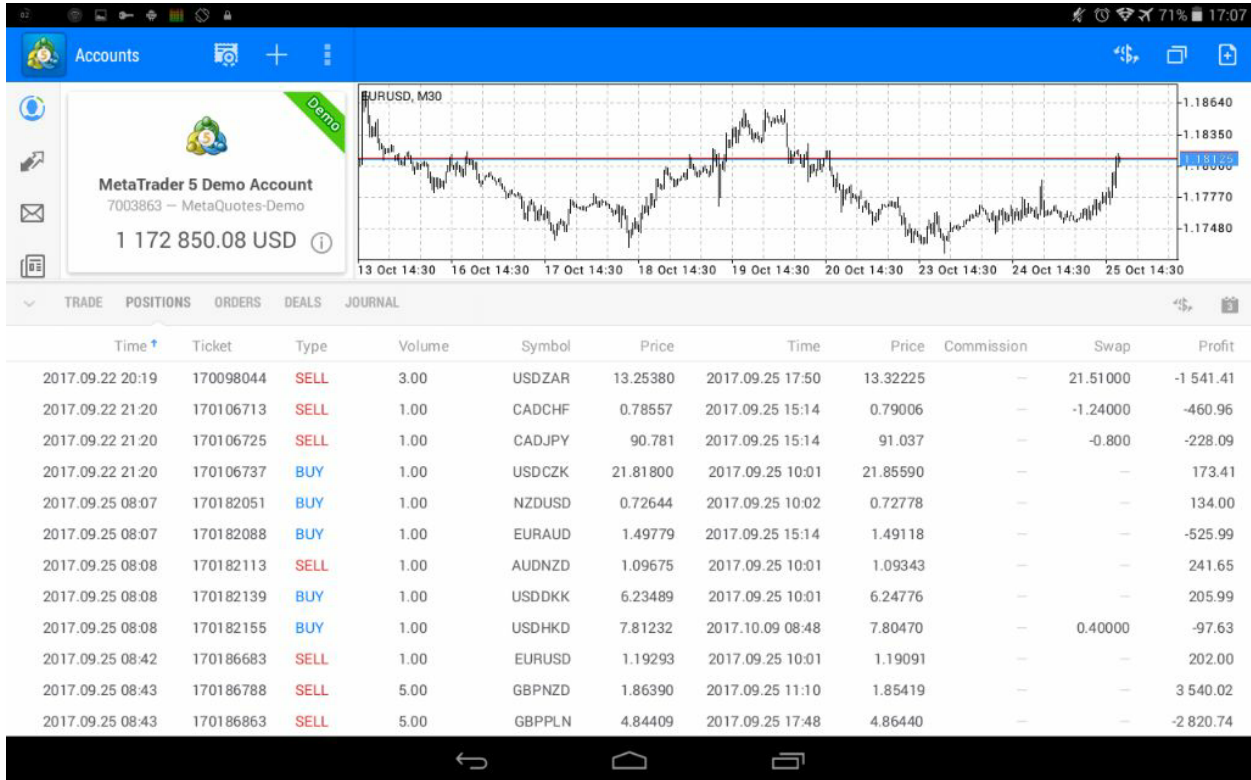 71% 17:07
Accounts
Demo
MetaTrader 5 Demo Account
7003863 — MetaQuotes-Demo
1 172 850.08 USD
EURUSD, M30
1.18640
1.18350
1.18125
1.17770
1.17480
13 Oct 14:30 16 Oct 14:30 17 Oct 14:30 18 Oct 14:30 19 Oct 14:30 20 Oct 14:30 23 Oct 14:30 24 Oct 14:30 25 Oct 14:30
TRADE POSITIONS ORDERS DEALS JOURNAL
Time Ticket Type Volume Symbol Price Time Price Commission Swap Profit
2017.09.22 20:19 170098044 SELL 3.00 USDZAR 13.25380 2017.09.25 17:50 13.32225 — 21.51000 -1 541.41
2017.09.22 21:20 170106713 SELL 1.00 CADCHF 0.78557 2017.09.25 15:14 0.79006 — -1.24000 -460.96
2017.09.22 21:20 170106725 SELL 1.00 CADJPY 90.781 2017.09.25 15:14 91.037 — -0.800 -228.09
2017.09.22 21:20 170106737 BUY 1.00 USDCZK 21.81800 2017.09.25 10:01 21.85590 — — 173.41
2017.09.25 08:07 170182051 BUY 1.00 NZDUSD 0.72644 2017.09.25 10:02 0.72778 — — 134.00
2017.09.25 08:07 170182088 BUY 1.00 EURAUD 1.49779 2017.09.25 15:14 1.49118 — — -525.99
2017.09.25 08:08 170182113 SELL 1.00 AUDNZD 1.09675 2017.09.25 10:01 1.09343 — — 241.65
2017.09.25 08:08 170182139 BUY 1.00 USDDKK 6.23489 2017.09.25 10:01 6.24776 — — 205.99
2017.09.25 08:08 170182155 BUY 1.00 USDHKD 7.81232 2017.10.09 08:48 7.80470 — 0.40000 -97.63
2017.09.25 08:42 170186683 SELL 1.00 EURUSD 1.19293 2017.09.25 10:01 1.19091 — — 202.00
2017.09.25 08:43 170186788 SELL 5.00 GBPNZD 1.86390 2017.09.25 11:10 1.85419 — — 3 540.02
2017.09.25 08:43 170186863 SELL 5.00 GBPPLN 4.84409 2017.09.25 17:48 4.86440 — — -2 820.74